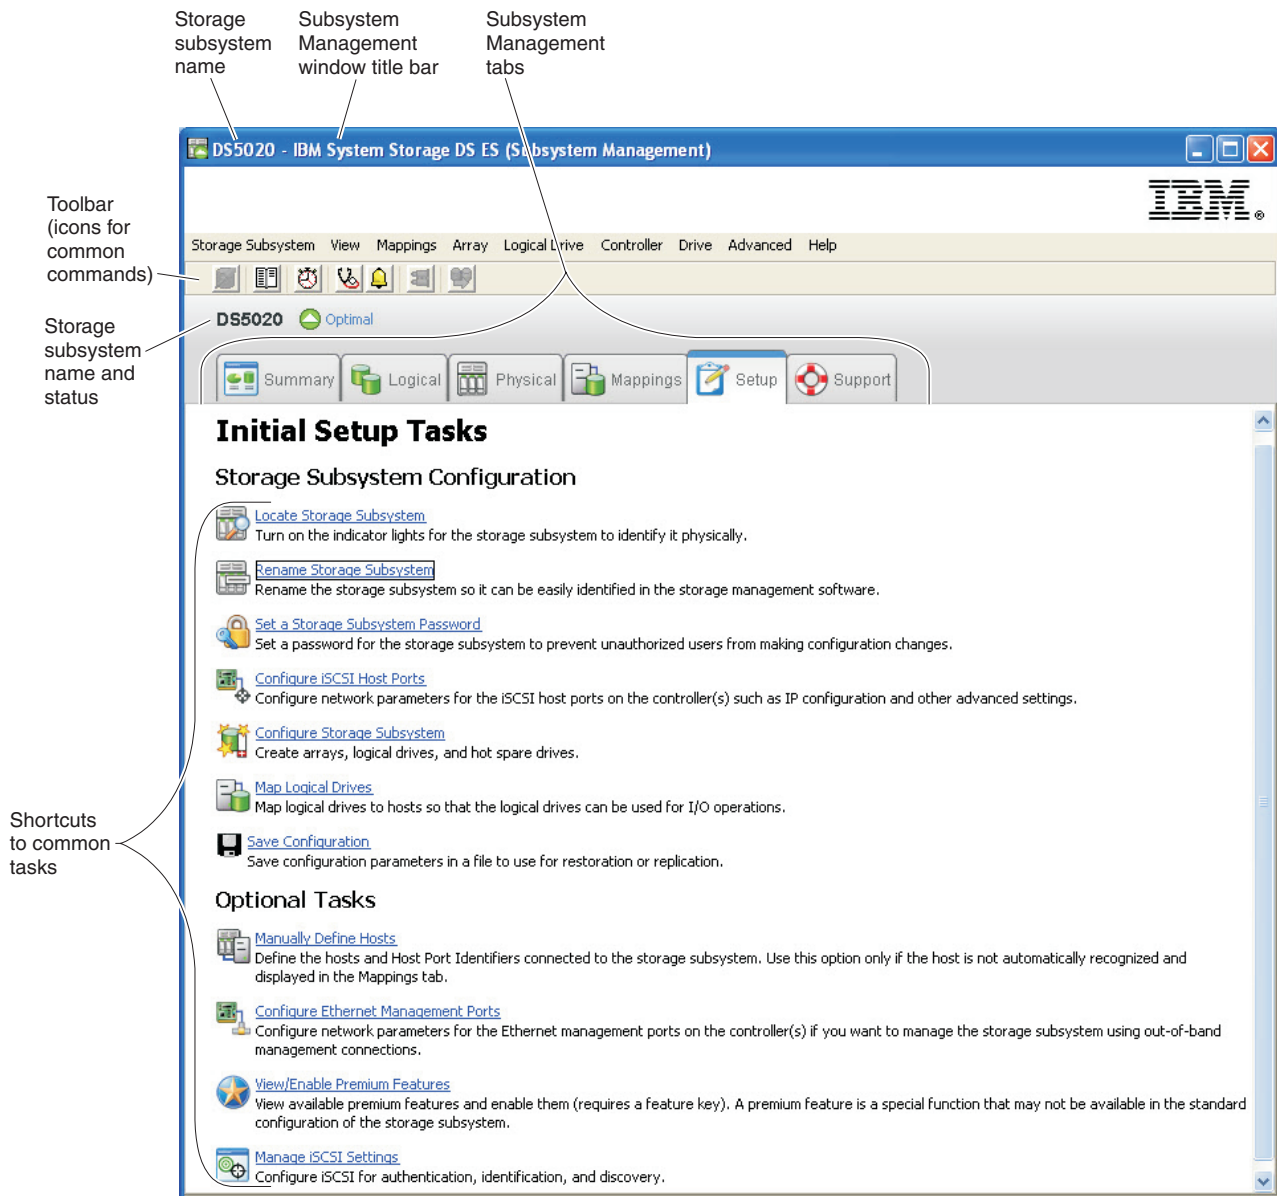 Storage
subsystem
name
Subsystem
Management
window title bar
Subsystem
Management
tabs
DS5020 - IBM System Storage DS ES (Subsystem Management)
IBM®
Toolbar
(icons for
common
commands)
Storage Subsystem View Mappings Array Logical Drive Controller Drive Advanced Help
Storage
subsystem
name and
status
DS5020 Optimal
Summary Logical Physical Mappings Setup Support
Initial Setup Tasks
Storage Subsystem Configuration
Locate Storage Subsystem
Turn on the indicator lights for the storage subsystem to identify it physically.
Rename Storage Subsystem
Rename the storage subsystem so it can be easily identified in the storage management software.
Set a Storage Subsystem Password
Set a password for the storage subsystem to prevent unauthorized users from making configuration changes.
Configure iSCSI Host Ports
Configure network parameters for the iSCSI host ports on the controller(s) such as IP configuration and other advanced settings.
Configure Storage Subsystem
Create arrays, logical drives, and hot spare drives.
Map Logical Drives
Map logical drives to hosts so that the logical drives can be used for I/O operations.
Shortcuts
to common
tasks
Save Configuration
Save configuration parameters in a file to use for restoration or replication.
Optional Tasks
Manually Define Hosts
Define the hosts and Host Port Identifiers connected to the storage subsystem. Use this option only if the host is not automatically recognized and
displayed in the Mappings tab.
Configure Ethernet Management Ports
Configure network parameters for the Ethernet management ports on the controller(s) if you want to manage the storage subsystem using out-of-band
management connections.
View/Enable Premium Features
View available premium features and enable them (requires a feature key). A premium feature is a special function that may not be available in the standard
configuration of the storage subsystem.
Manage iSCSI Settings
Configure iSCSI for authentication, identification, and discovery.